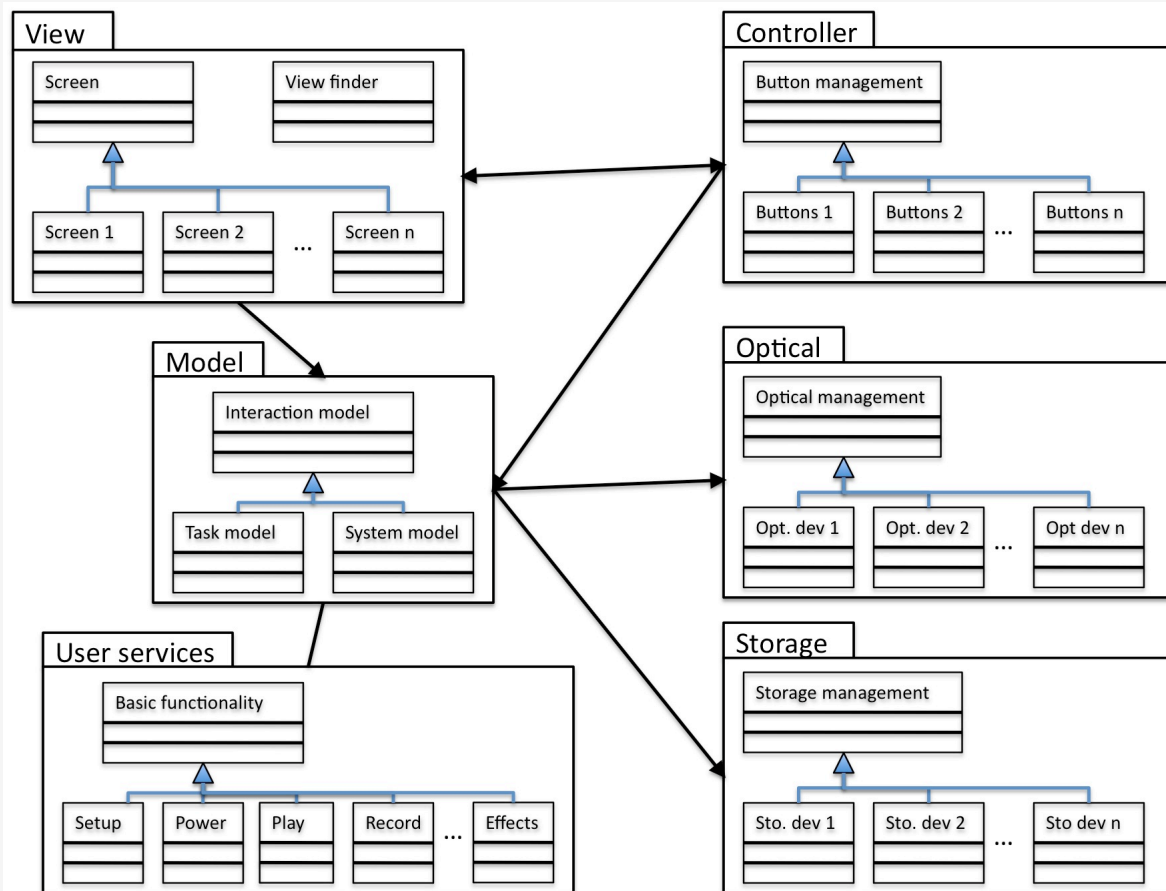 View
Screen
View finder
Screen 1
Screen 2
...
Screen n
Controller
Button management
Buttons 1
Buttons 2
...
Buttons n
Model
Interaction model
Task model
System model
Optical
Optical management
Opt. dev 1
Opt. dev 2
...
Opt dev n
User services
Basic functionality
Setup
Power
Play
Record
...
Effects
Storage
Storage management
Sto. dev 1
Sto. dev 2
...
Sto dev n